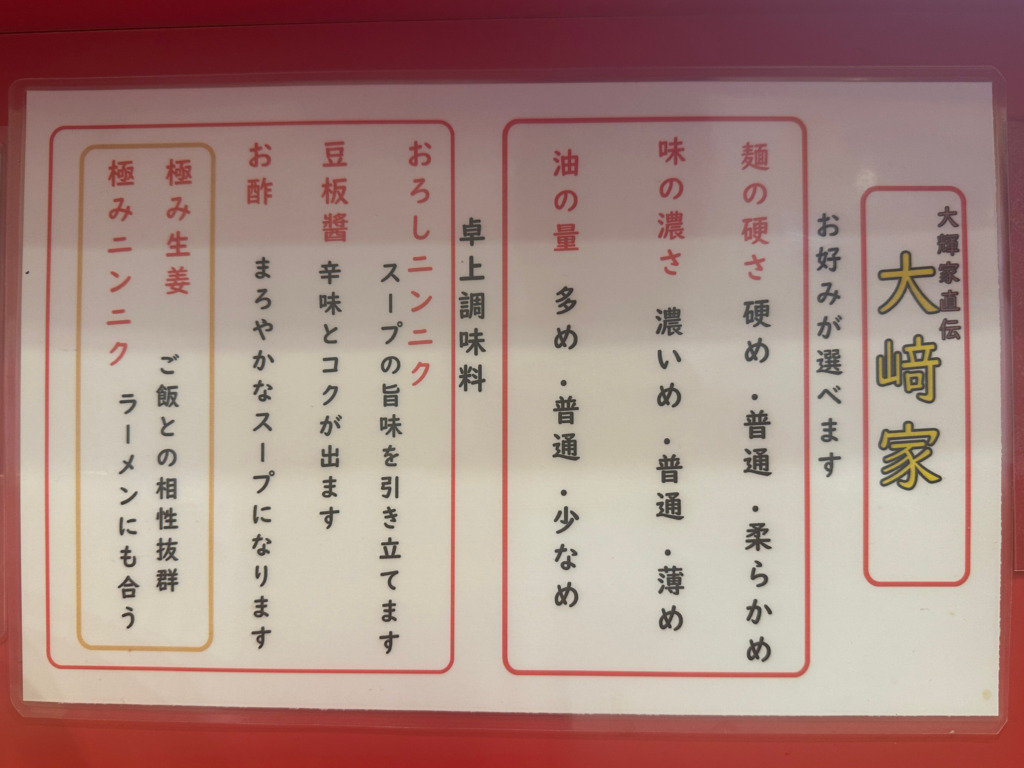 大輝家直伝
大﨑家
お好みが選べます
麺の硬さ 硬め・普通・柔らかめ
味の濃さ 濃いめ・普通・薄め
油の量 多め・普通・少なめ
卓上調味料
おろしニンニク
スープの旨味を引き立てます
豆板醬
辛味とコクが出ます
お酢
まろやかなスープになります
極み生姜
ご飯との相性抜群
極みニンニク
ラーメンにも合う